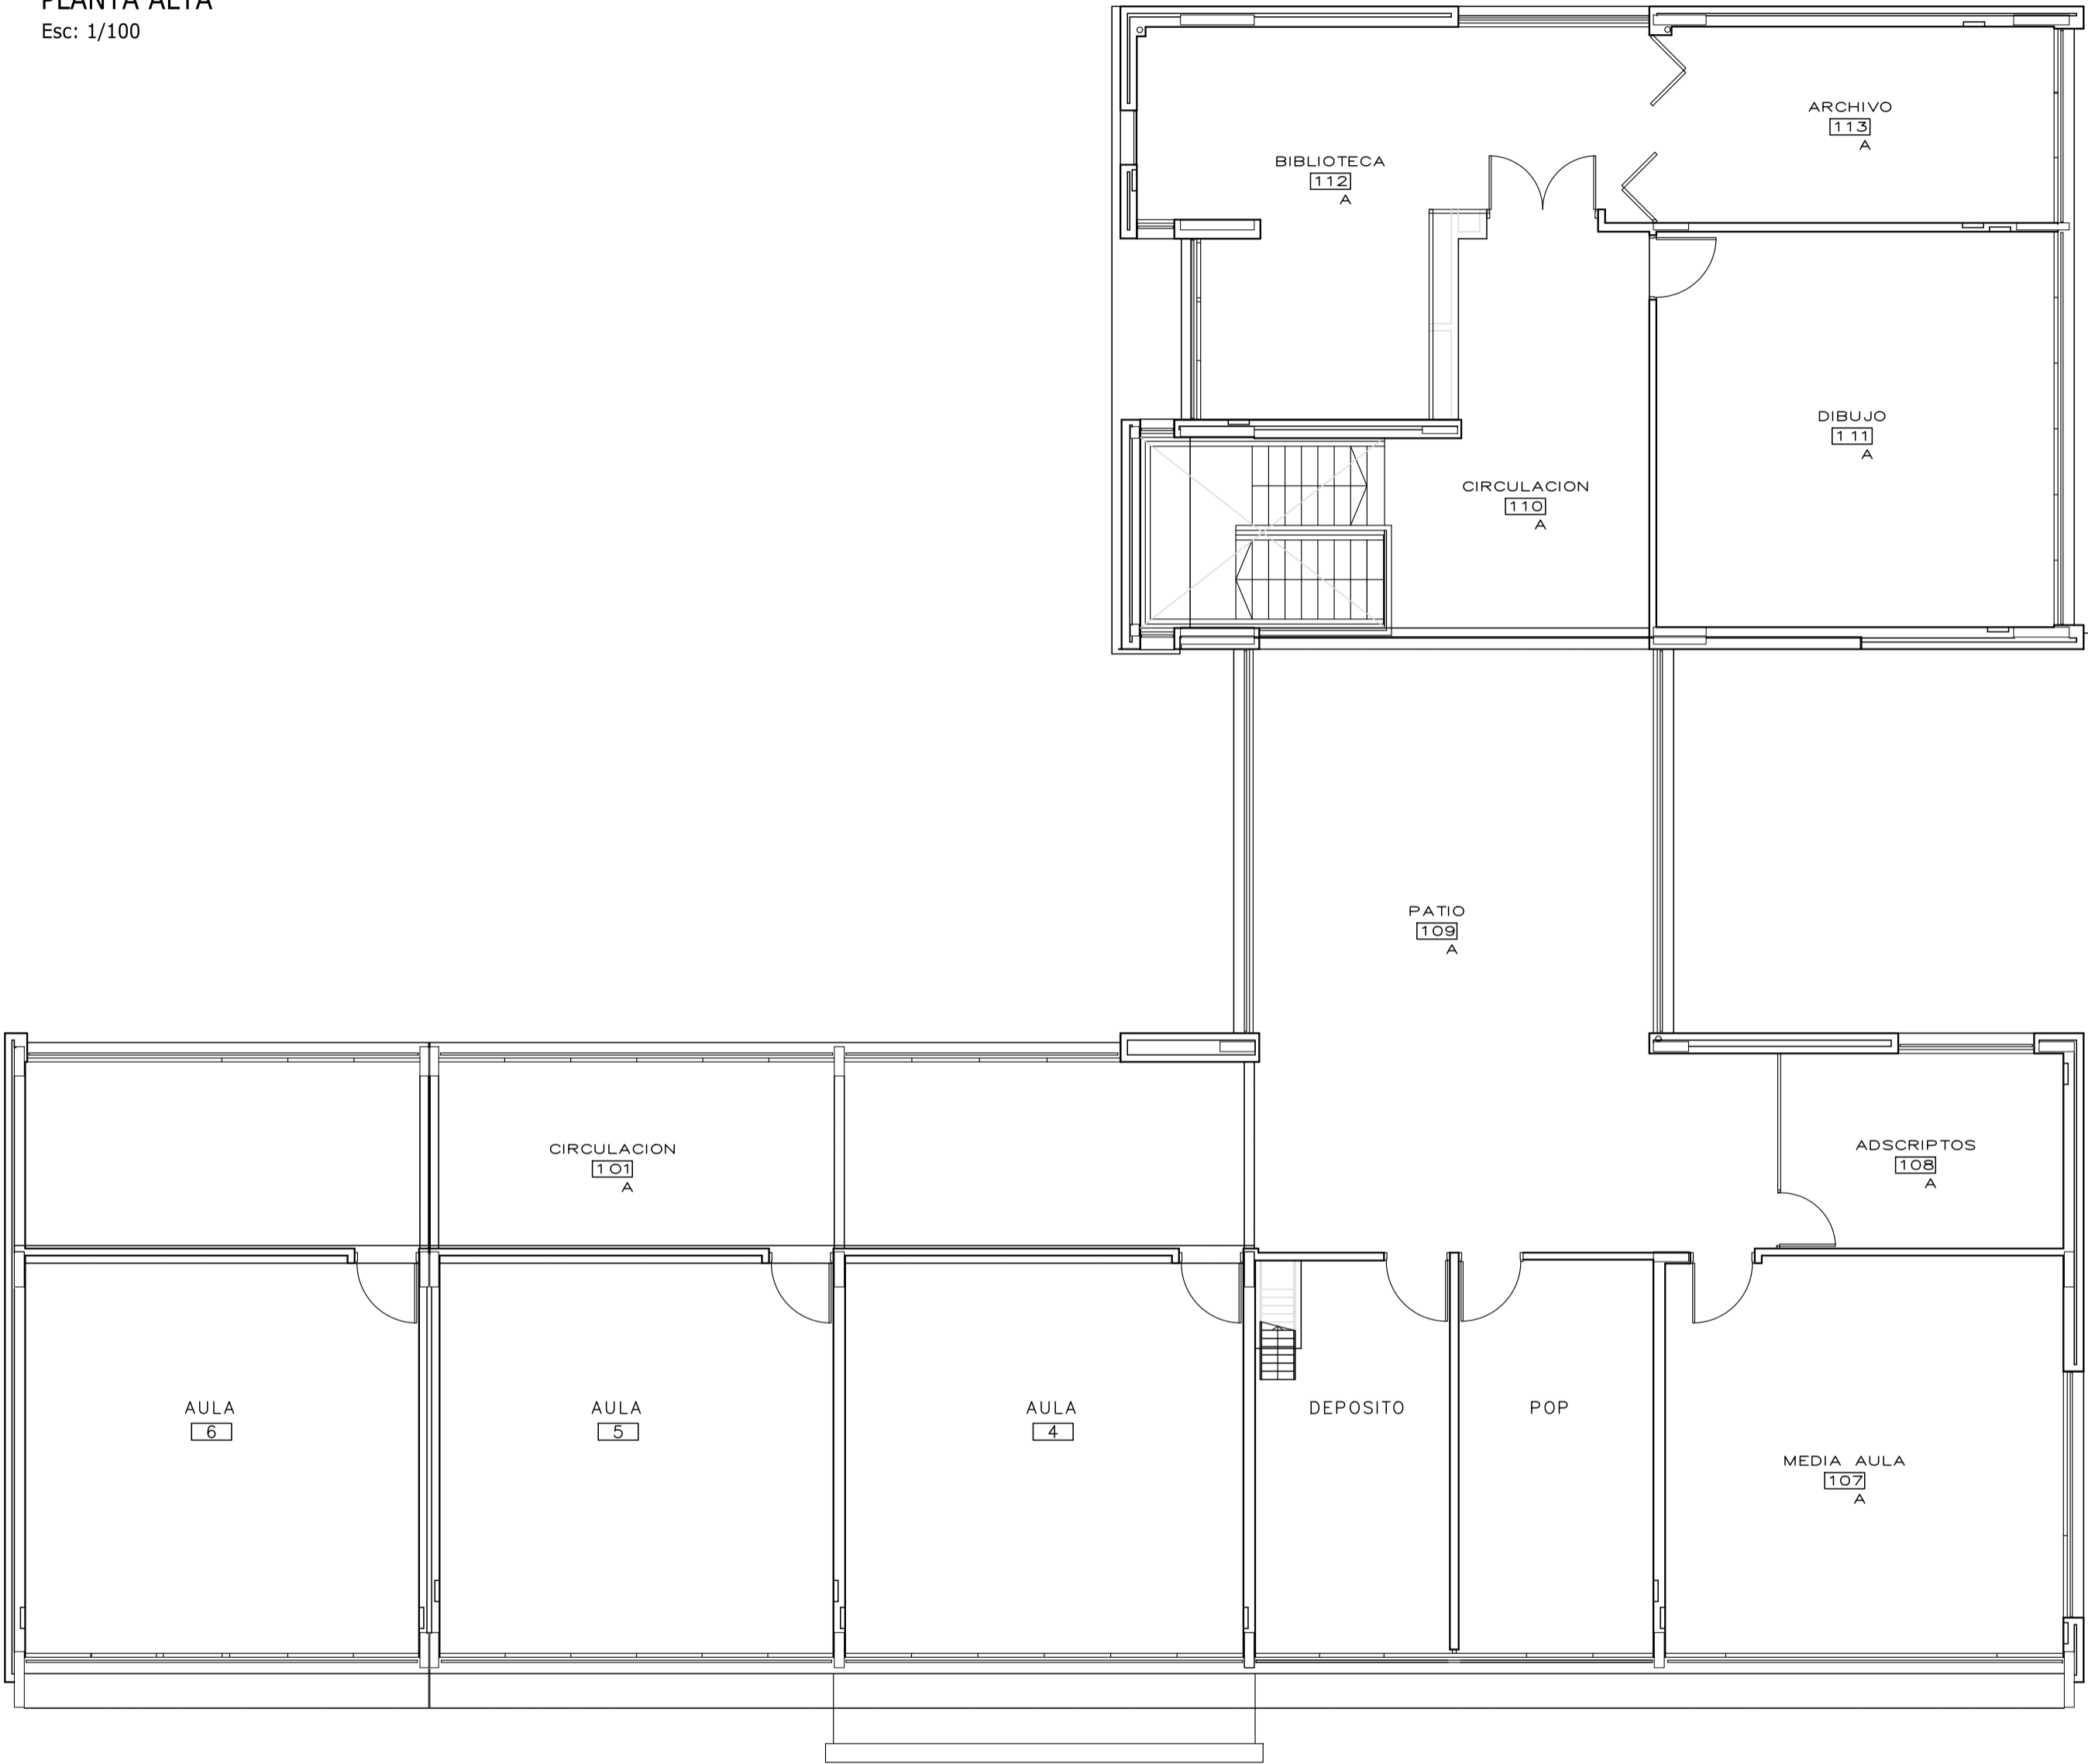 PLANTA ALTA
Esc: 1/100
ARCHIVO
113
A
BIBLIOTECA
112
A
DIBUJO
111
A
CIRCULACION
110
A
PATIO
109
A
CIRCULACION
101
A
ADSCRIPTOS
108
A
AULA
6
AULA
5
AULA
4
DEPOSITO
POP
MEDIA AULA
107
A